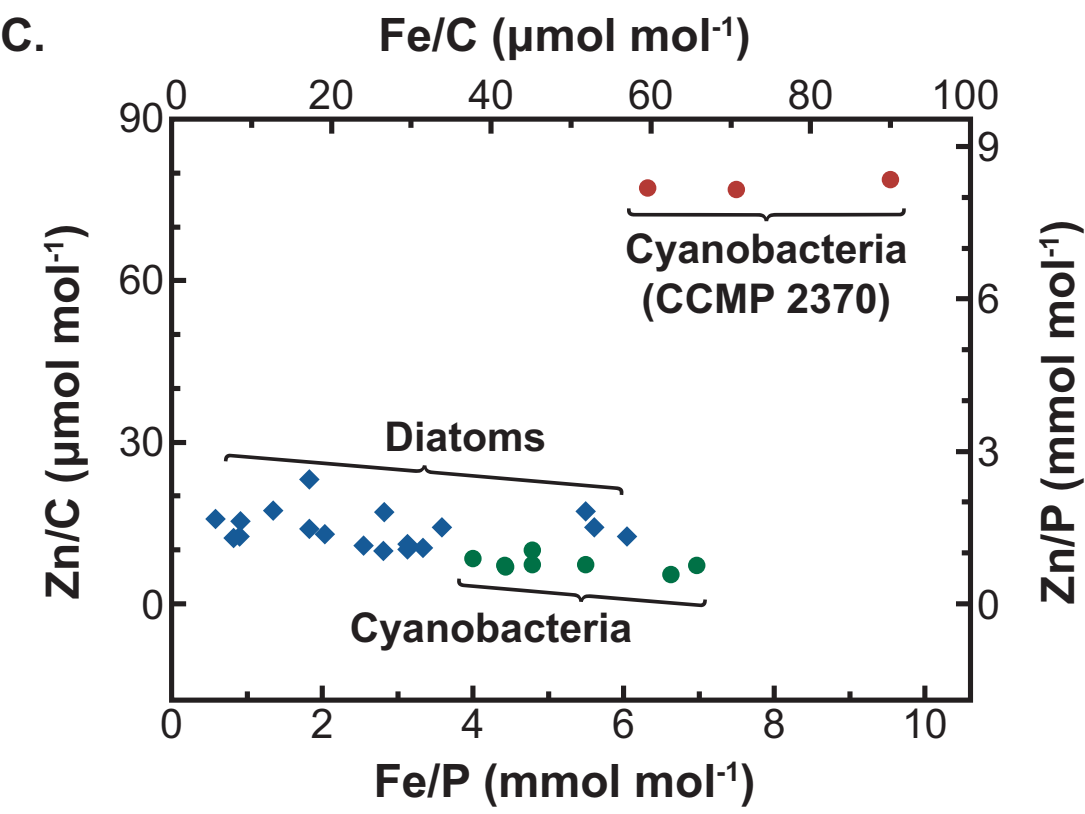 C.
Fe/C (µmol mol⁻¹)
0 20 40 60 80 100
90
60
30
0
Zn/C (µmol mol⁻¹)
9
6
3
0
Zn/P (mmol mol⁻¹)
Cyanobacteria
(CCMP 2370)
Diatoms
Cyanobacteria
0 2 4 6 8 10
Fe/P (mmol mol⁻¹)